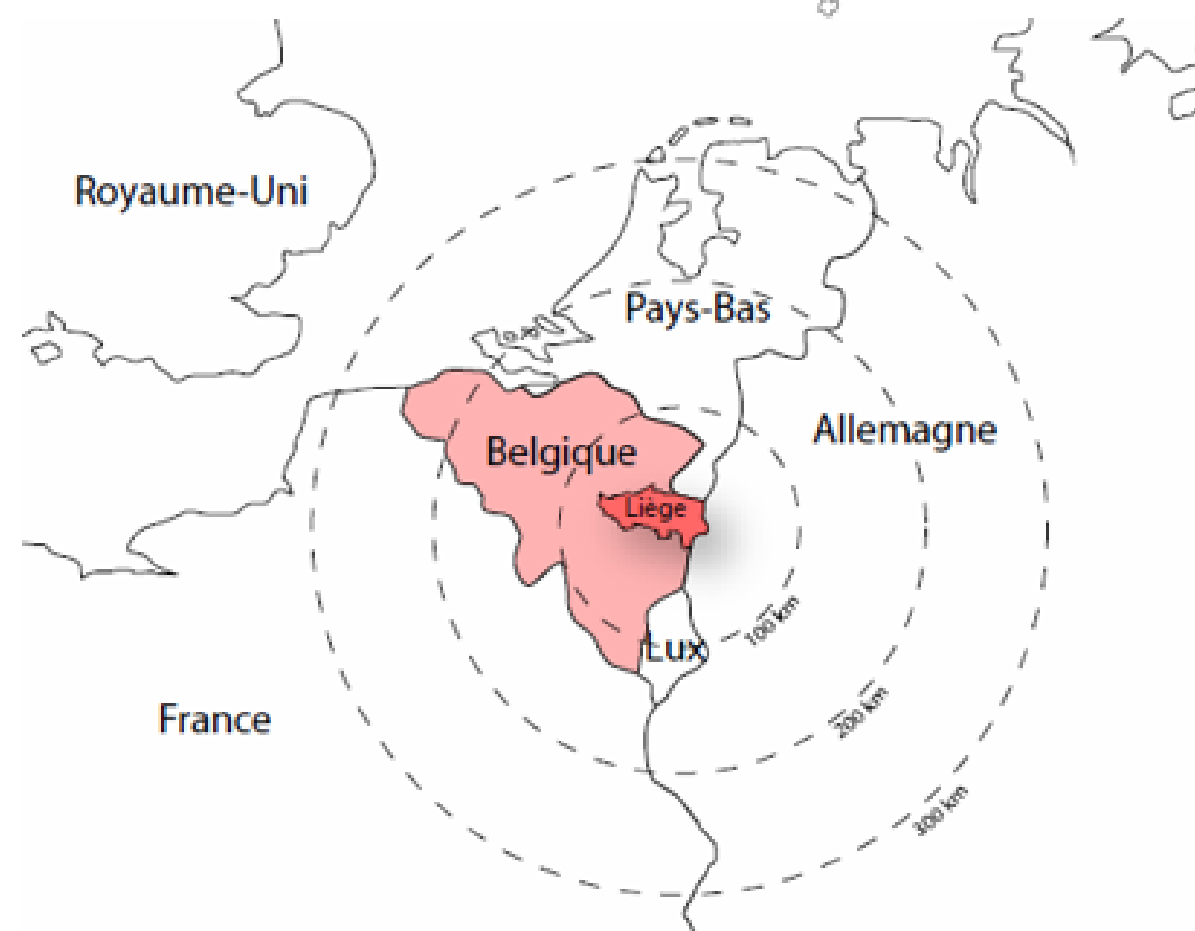 Royaume-Uni
Pays-Bas
Allemagne
Belgique
Liège
100 km
Lux
200 km
France
300 km